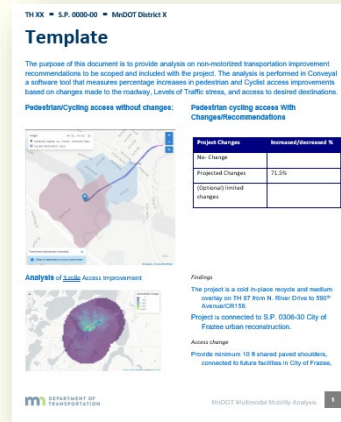 TH XX = S.P. 0000-00 = MnDOT District X
Template
The purpose of this document is to provide analysis on non-motorized transportation improvement
recommendations to be scoped and included with the project. The analysis is performed in Conveyal
a software tool that measures percentage increases in pedestrian and Cyclist access improvements
based on changes made to the roadway, Levels of Traffic stress, and access to desired destinations.
Pedestrian/Cycling access without changes:
Pedestrian cycling access With
Changes/Recommendations
Project Changes Increased/decreased %
No- Change
Projected Changes 71.5%
(Optional) limited
changes
Analysis of 3 mile Access improvement
Findings
The project is a cold in-place recycle and medium
overlay on TH 87 from N. River Drive to 590th
Avenue/CR156.
Project is connected to S.P. 0306-30 City of
Frazee urban reconstruction.
Access change
Provide minimum 10 ft shared paved shoulders,
connected to future facilities in City of Frazee,
DEPARTMENT OF
TRANSPORTATION
MnDOT Multimodal Mobility Analysis 1